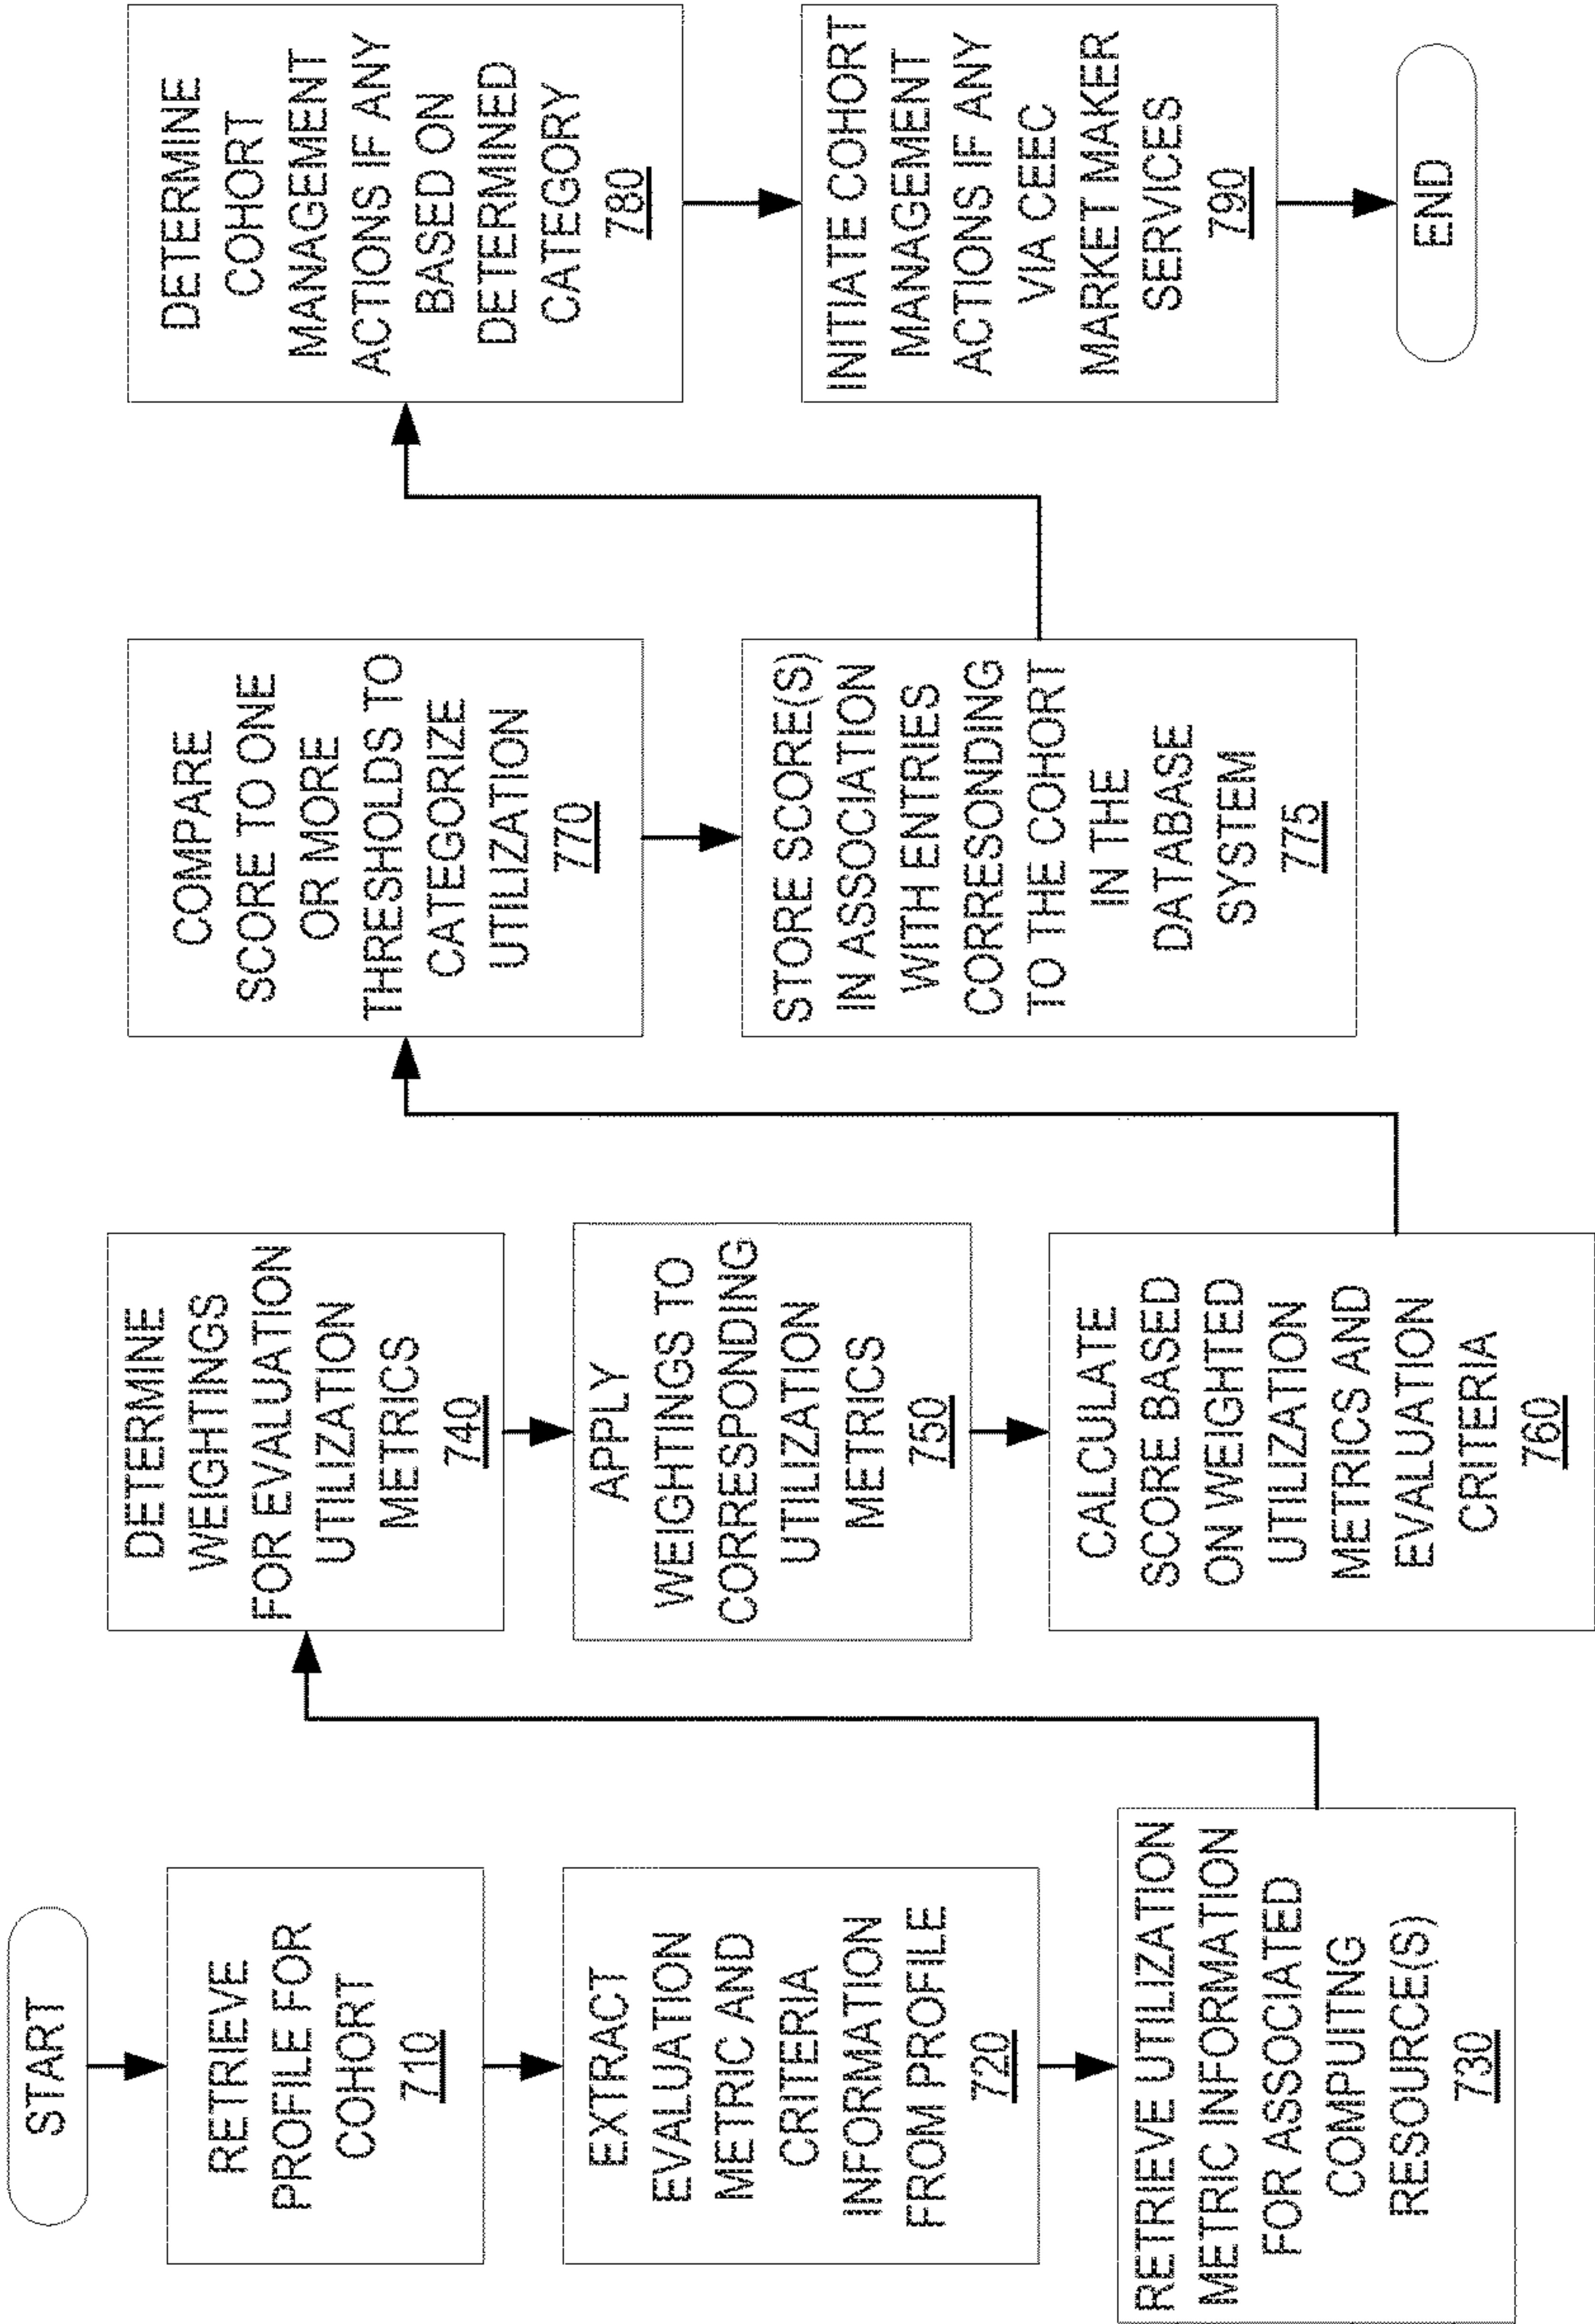 START
RETRIEVE
PROFILE FOR
COHORT
710
EXTRACT
EVALUATION
METRIC AND
CRITERIA
INFORMATION
FROM PROFILE
720
RETRIEVE UTILIZATION
METRIC INFORMATION
FOR ASSOCIATED
COMPUITNG
RESOURCE(S)
730
DETERMINE
WEIGHTINGS
FOR EVALUATION
UTILIZATION
METRICS
740
APPLY
WEIGHTINGS TO
CORRESPONDING
UTILIZATION
METRICS
750
CALCULATE
SCORE BASED
ON WEIGHTED
UTILIZATION
METRICS AND
EVALUATION
CRITERIA
760
COMPARE
SCORE TO ONE
OR MORE
THRESHOLDS TO
CATEGORIZE
UTILIZATION
770
STORE SCORE(S)
IN ASSOCIATION
WITH ENTRIES
CORRESONDING
TO THE COHORT
IN THE
DATABASE
SYSTEM
775
DETERMINE
COHORT
MANAGEMENT
ACTIONS IF ANY
BASED ON
DETERMINED
CATEGORY
780
INITIATE COHORT
MANAGEMENT
ACTIONS IF ANY
VIA CEEC
MARKET MAKER
SERVICES
790
END